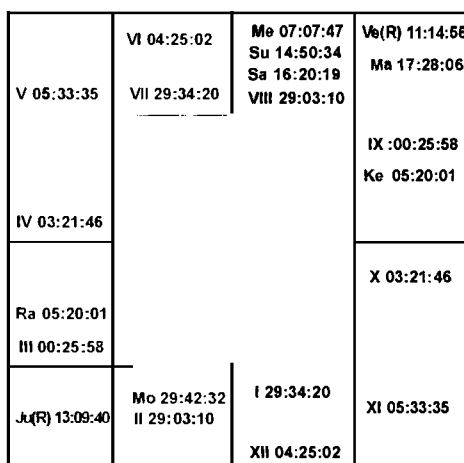 V 05:33:35
IV 03:21:46
VI 04:25:02
VII 29:34:20
Me 07:07:47
Su 14:50:34
Sa 16:20:19
VIII 29:03:10
Ve(R) 11:14:58
Ma 17:28:06
IX :00:25:58
Ke 05:20:01
Ra 05:20:01
III 00:25:58
X 03:21:46
Ju(R) 13:09:40
Mo 29:42:32
II 29:03:10
I 29:34:20
XII 04:25:02
XI 05:33:35